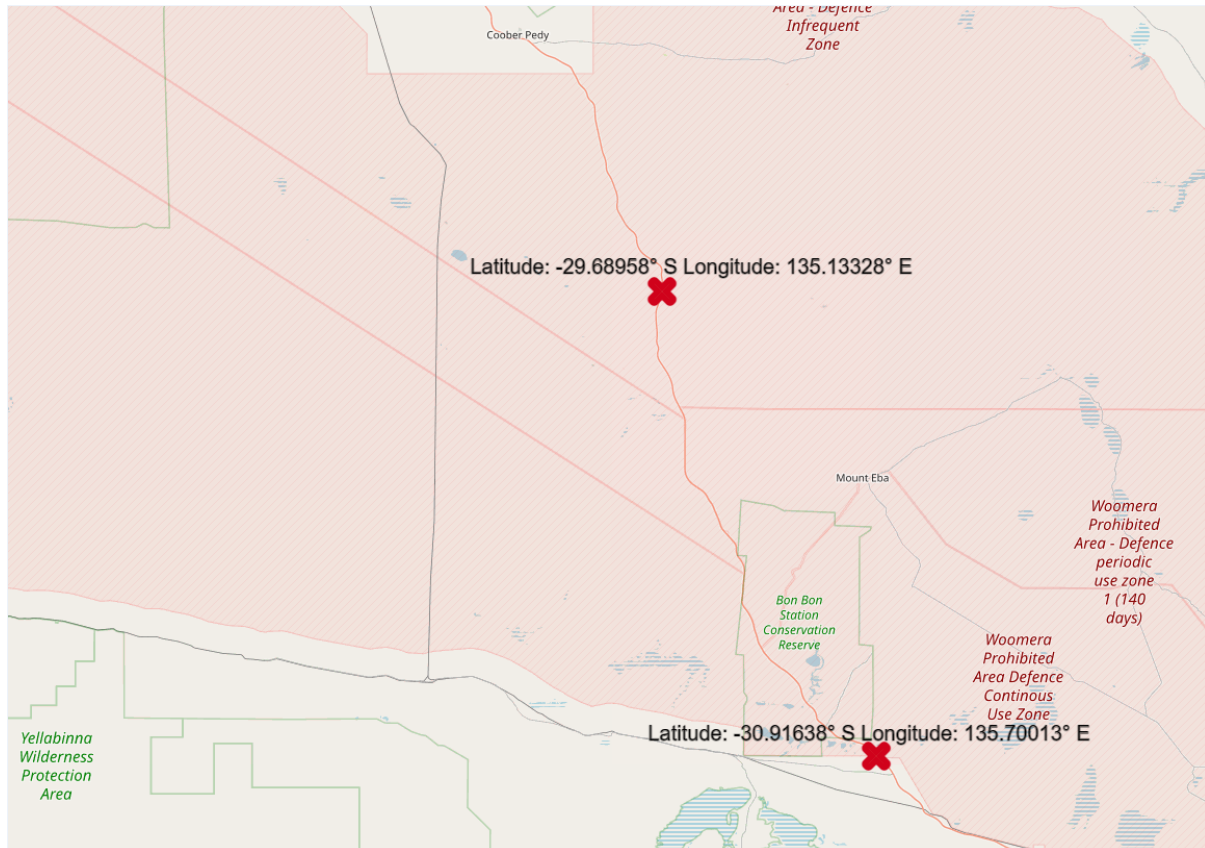 Area - Defence
Infrequent
Zone
Coober Pedy
Latitude: -29.68958° S Longitude: 135.13328° E
Mount Eba
Woomera
Prohibited
Area - Defence
periodic
use zone
1 (140
days)
Bon Bon
Station
Conservation
Reserve
Woomera
Prohibited
Area Defence
Continous
Use Zone
Latitude: -30.91638° S Longitude: 135.70013° E
Yellabinna
Wilderness
Protection
Area